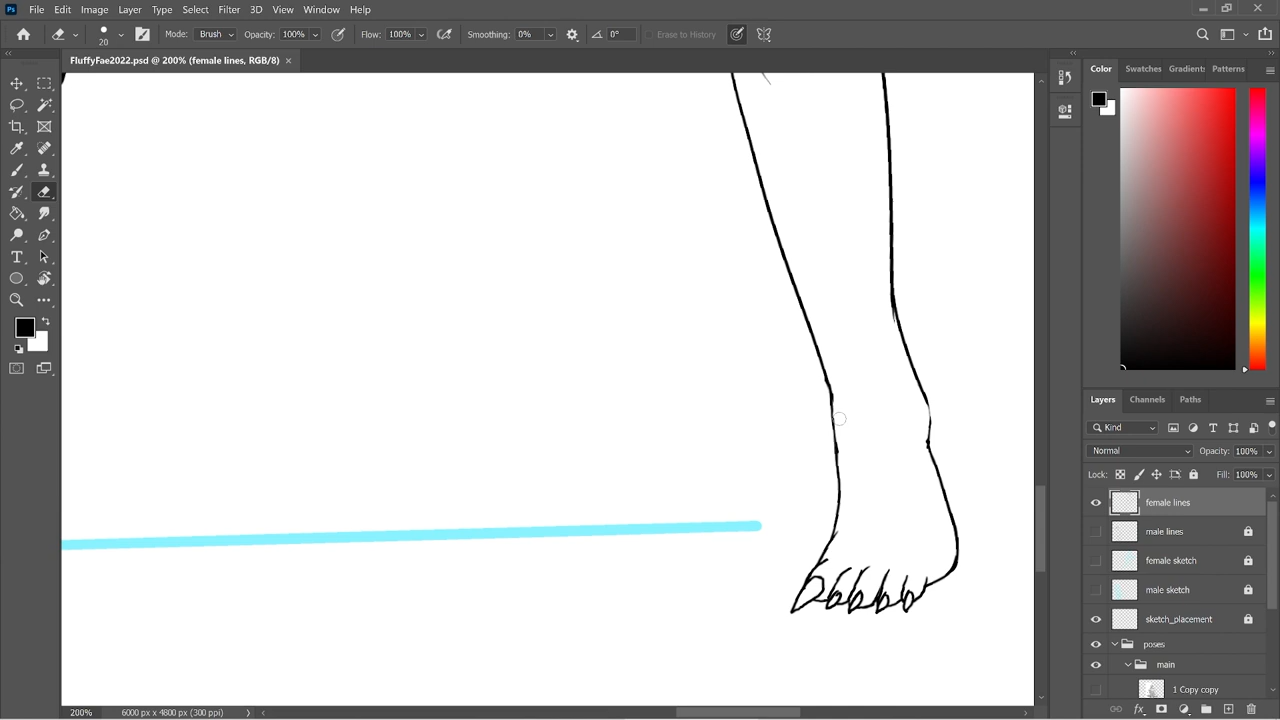 Ps File Edit Image Layer Type Select Filter 3D View Window Help
20 Mode: Brush Opacity: 100% Flow: 100% Smoothing: 0% 0° Erase to History
FluffyFae2022.psd @ 200% (female lines, RGB/8)
Color Swatches Gradients Patterns
Layers Channels Paths
Kind
Normal Opacity: 100%
Lock: Fill: 100%
female lines
male lines
female sketch
male sketch
sketch_placement
poses
main
1 Copy copy
200% 6000 px x 4800 px (300 ppi)